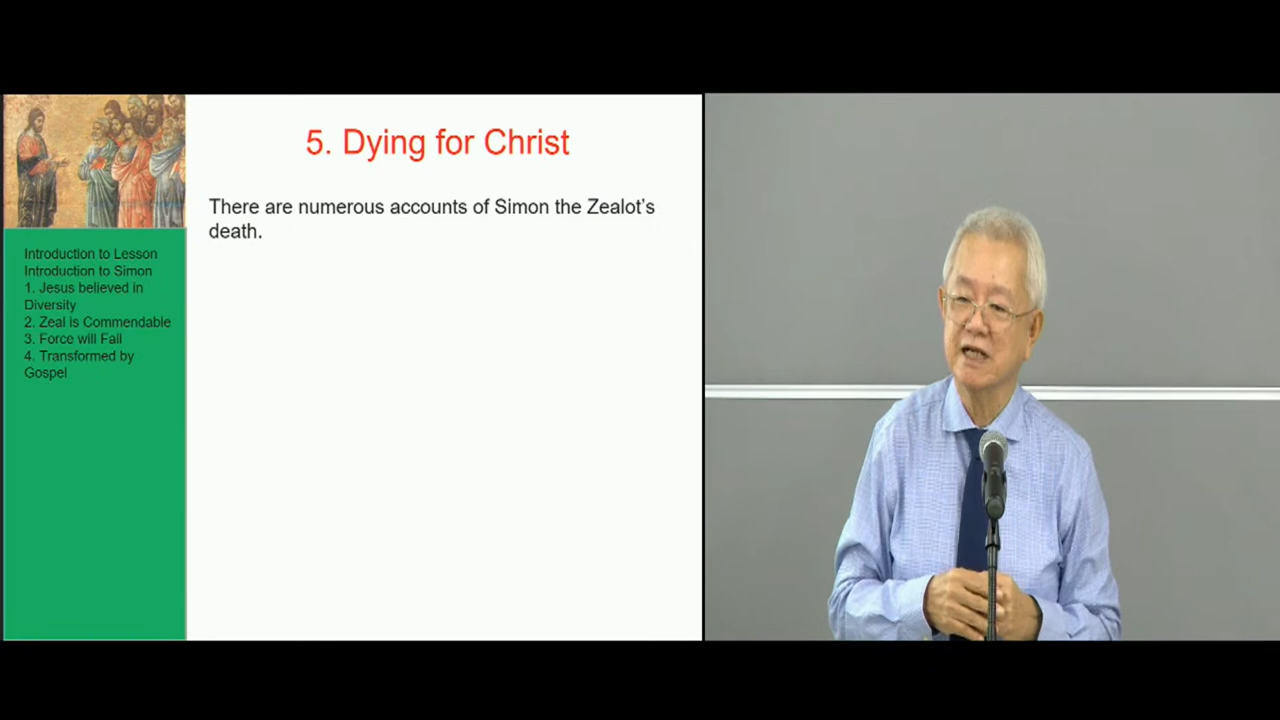 5. Dying for Christ
There are numerous accounts of Simon the Zealot's
death.
Introduction to Lesson
Introduction to Simon
1. Jesus believed in
Diversity
2. Zeal is Commendable
3. Force will Fail
4. Transformed by
Gospel